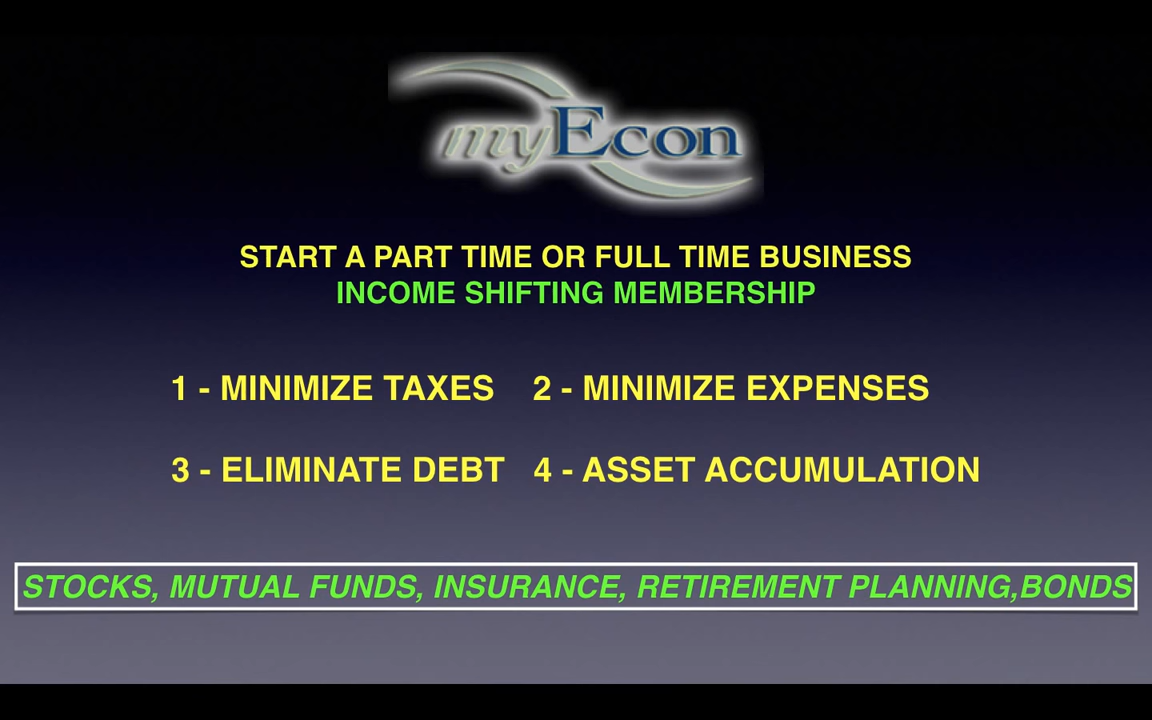 myEcon
START A PART TIME OR FULL TIME BUSINESS
INCOME SHIFTING MEMBERSHIP
1 - MINIMIZE TAXES 2 - MINIMIZE EXPENSES
3 - ELIMINATE DEBT 4 - ASSET ACCUMULATION
STOCKS, MUTUAL FUNDS, INSURANCE, RETIREMENT PLANNING,BONDS